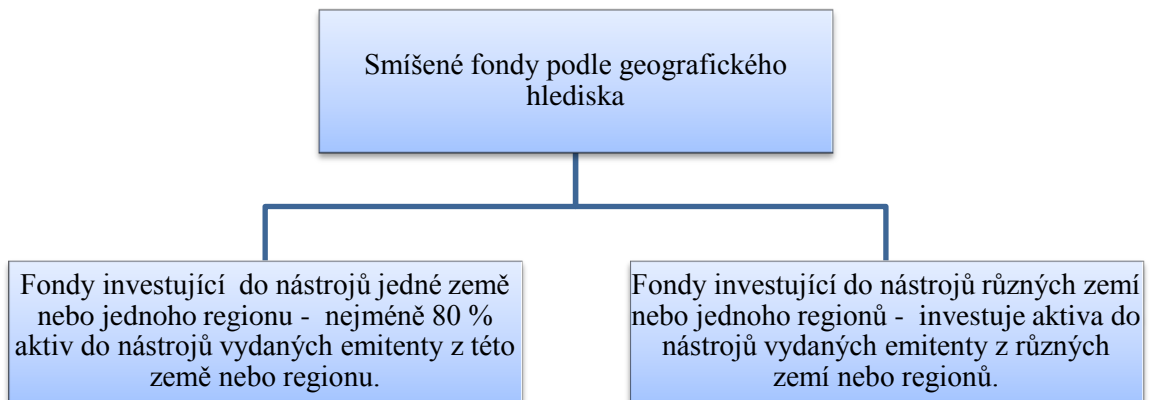 Smíšené fondy podle geografického
hlediska
Fondy investující  do nástrojů jedné země
nebo jednoho regionu -  nejméně 80 %
aktiv do nástrojů vydaných emitenty z této
země nebo regionu.
Fondy investující do nástrojů různých zemí
nebo jednoho regionů -  investuje aktiva do
nástrojů vydaných emitenty z různých
zemí nebo regionů.